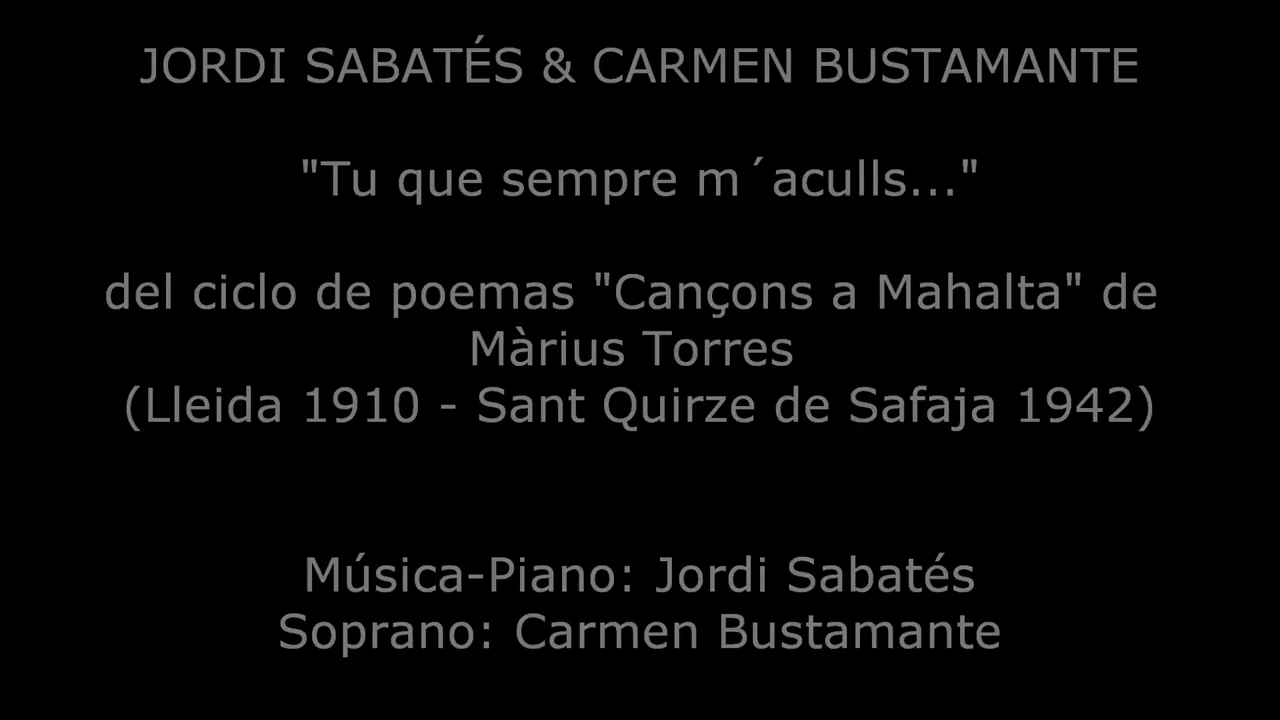 JORDI SABATÉS & CARMEN BUSTAMANTE
"Tu que sempre m´aculls..."
del ciclo de poemas "Cançons a Mahalta" de
Màrius Torres
(Lleida 1910 - Sant Quirze de Safaja 1942)
Música-Piano: Jordi Sabatés
Soprano: Carmen Bustamante